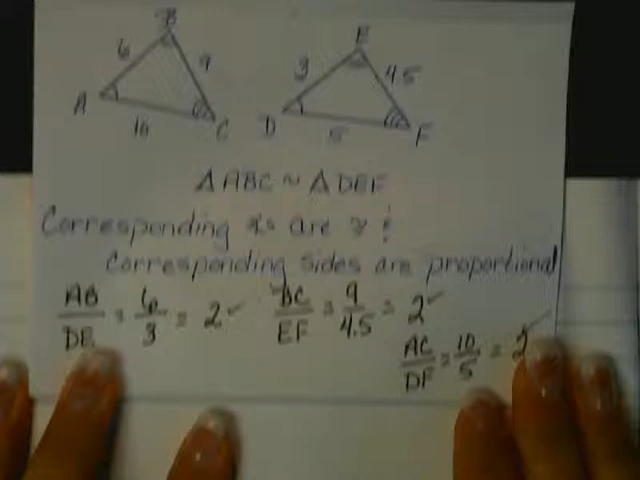 B
6 9
A 10 C
E
3 4.5
D 5 F
△ABC ~ △DEF
Corresponding ∠s are ≅ &
corresponding sides are proportional
AB/DE = 6/3 = 2 ✓ BC/EF = 9/4.5 = 2 ✓
AC/DF = 10/5 = 2 ✓